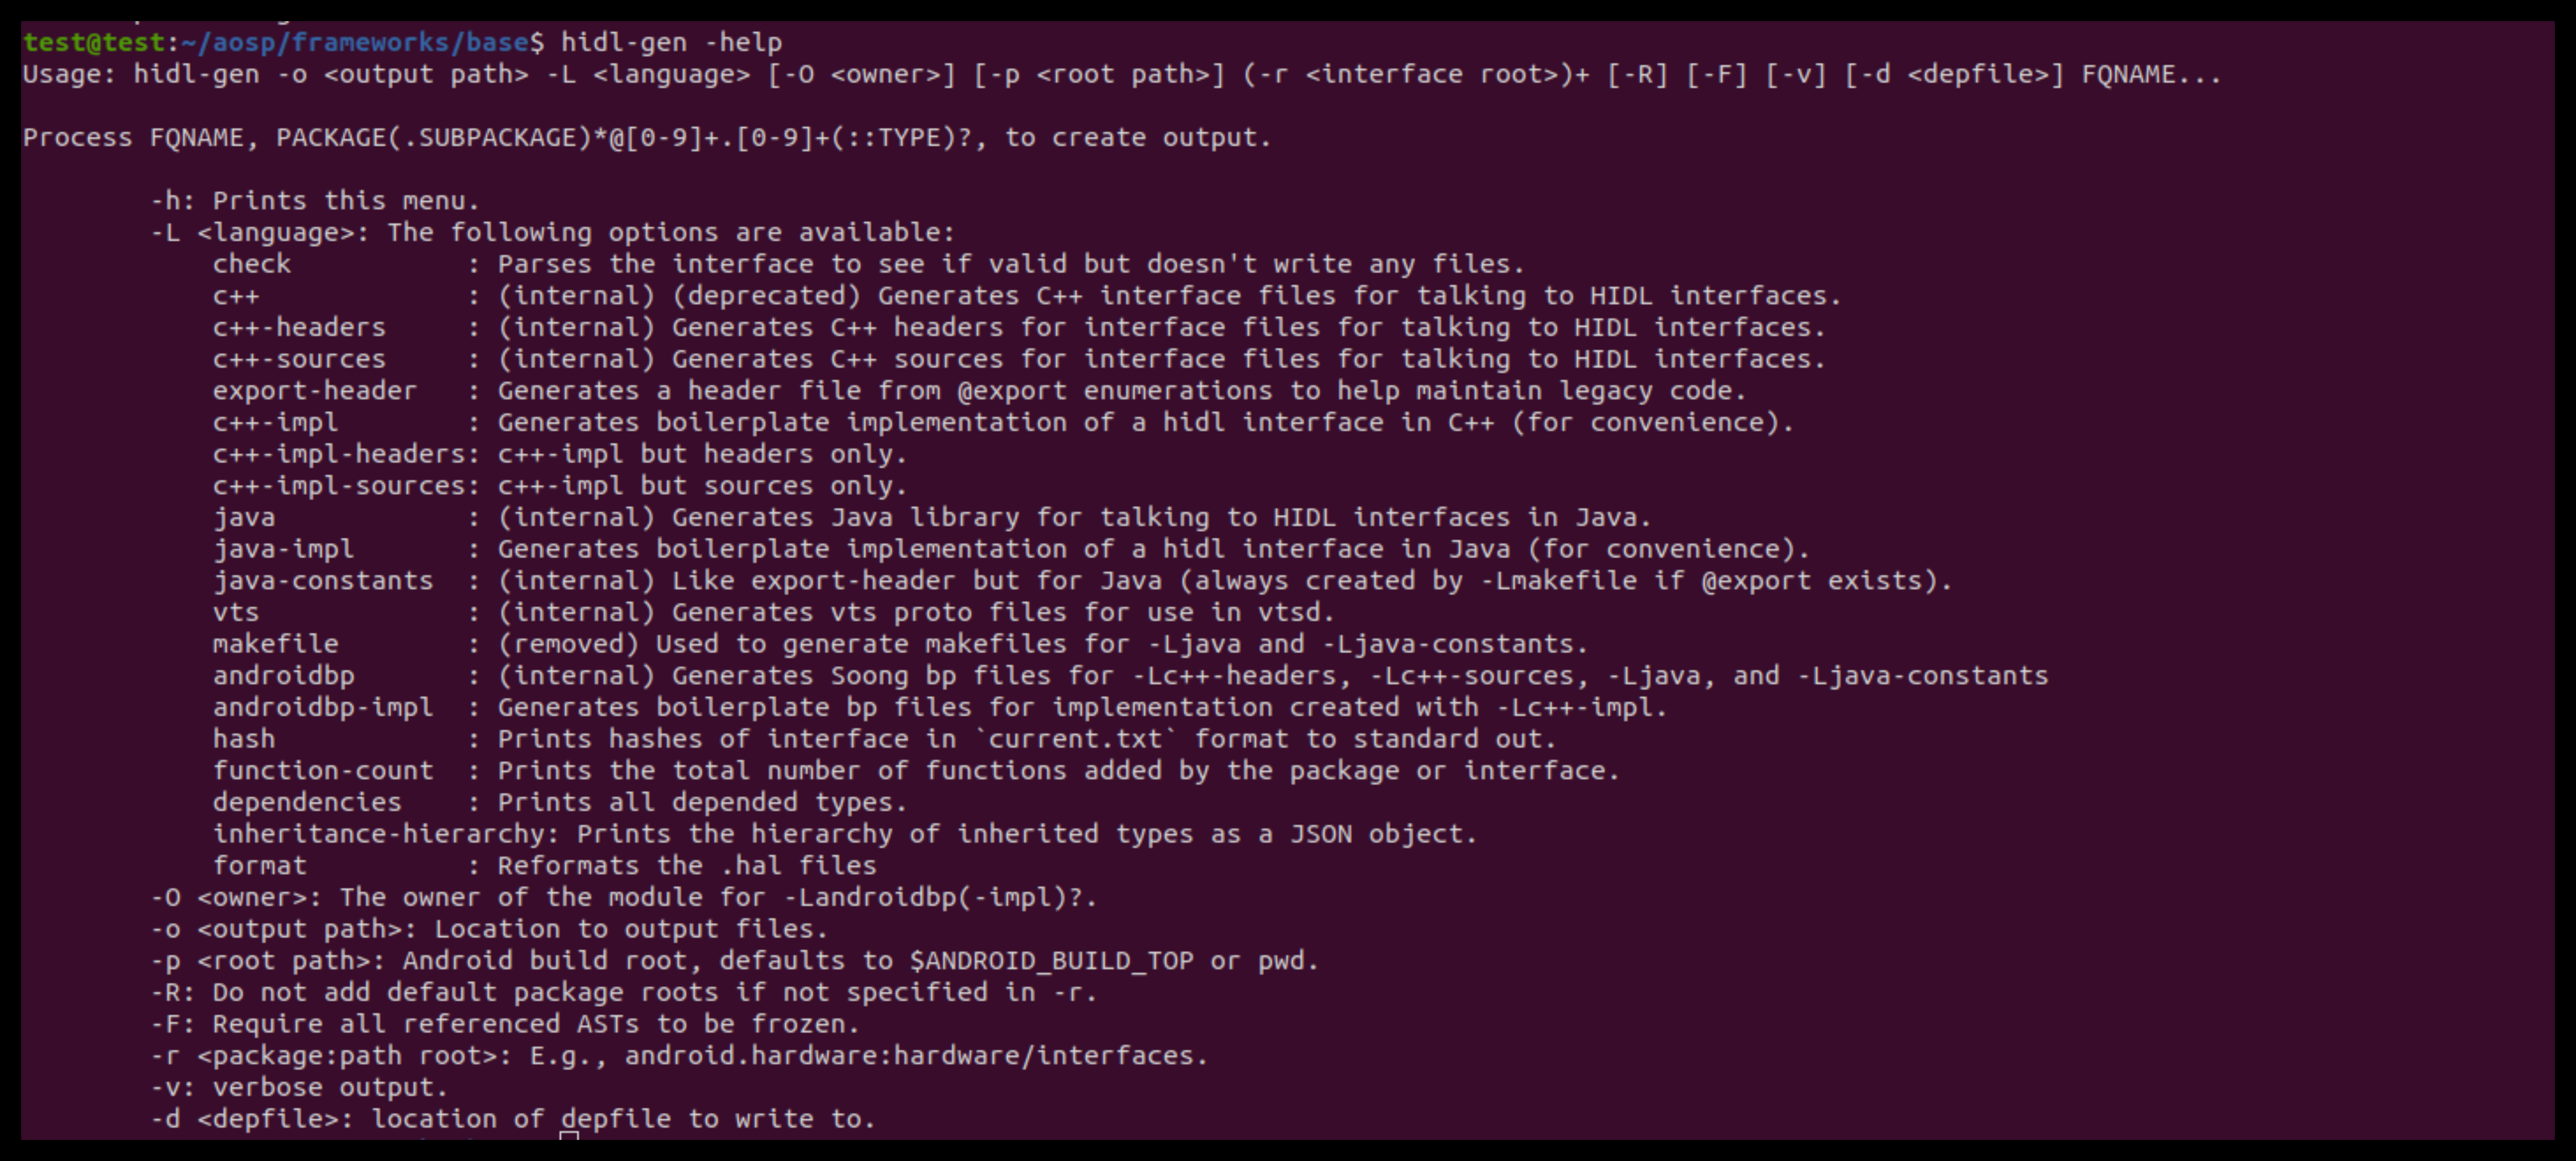 test@test:~/aosp/frameworks/base$ hidl-gen -help
Usage: hidl-gen -o <output path> -L <language> [-O <owner>] [-p <root path>] (-r <interface root>)+ [-R] [-F] [-v] [-d <depfile>] FQNAME...

Process FQNAME, PACKAGE(.SUBPACKAGE)*@[0-9]+.[0-9]+(::TYPE)?, to create output.

        -h: Prints this menu.
        -L <language>: The following options are available:
            check           : Parses the interface to see if valid but doesn't write any files.
            c++             : (internal) (deprecated) Generates C++ interface files for talking to HIDL interfaces.
            c++-headers     : (internal) Generates C++ headers for interface files for talking to HIDL interfaces.
            c++-sources     : (internal) Generates C++ sources for interface files for talking to HIDL interfaces.
            export-header   : Generates a header file from @export enumerations to help maintain legacy code.
            c++-impl        : Generates boilerplate implementation of a hidl interface in C++ (for convenience).
            c++-impl-headers: c++-impl but headers only.
            c++-impl-sources: c++-impl but sources only.
            java            : (internal) Generates Java library for talking to HIDL interfaces in Java.
            java-impl       : Generates boilerplate implementation of a hidl interface in Java (for convenience).
            java-constants  : (internal) Like export-header but for Java (always created by -Lmakefile if @export exists).
            vts             : (internal) Generates vts proto files for use in vtsd.
            makefile        : (removed) Used to generate makefiles for -Ljava and -Ljava-constants.
            androidbp       : (internal) Generates Soong bp files for -Lc++-headers, -Lc++-sources, -Ljava, and -Ljava-constants
            androidbp-impl  : Generates boilerplate bp files for implementation created with -Lc++-impl.
            hash            : Prints hashes of interface in `current.txt` format to standard out.
            function-count  : Prints the total number of functions added by the package or interface.
            dependencies    : Prints all depended types.
            inheritance-hierarchy: Prints the hierarchy of inherited types as a JSON object.
            format          : Reformats the .hal files
        -O <owner>: The owner of the module for -Landroidbp(-impl)?.
        -o <output path>: Location to output files.
        -p <root path>: Android build root, defaults to $ANDROID_BUILD_TOP or pwd.
        -R: Do not add default package roots if not specified in -r.
        -F: Require all referenced ASTs to be frozen.
        -r <package:path root>: E.g., android.hardware:hardware/interfaces.
        -v: verbose output.
        -d <depfile>: location of depfile to write to.